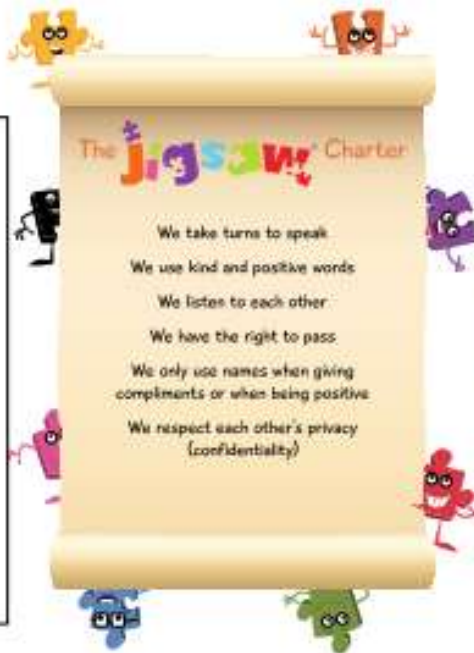 The Jigsaw® Charter
We take turns to speak
We use kind and positive words
We listen to each other
We have the right to pass
We only use names when giving
compliments or when being positive
We respect each other's privacy
(confidentiality)